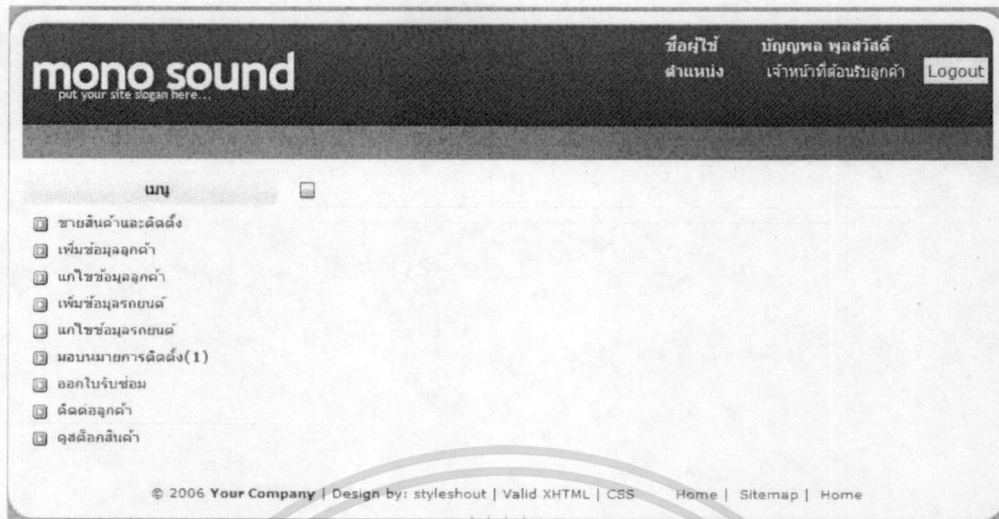 mono sound
put your site slogan here...
ชื่อผู้ใช้ บัญญพล พูลสวัสดิ์
ตำแหน่ง เจ้าหน้าที่ต้อนรับลูกค้า Logout
เมนู
ขายสินค้าและติดตั้ง
เพิ่มข้อมูลลูกค้า
แก้ไขข้อมูลลูกค้า
เพิ่มข้อมูลรถยนต์
แก้ไขข้อมูลรถยนต์
มอบหมายการติดตั้ง(1)
ออกใบรับซ่อม
ติดต่อลูกค้า
ดูสต็อกสินค้า
© 2006 Your Company | Design by: styleshout | Valid XHTML | CSS Home | Sitemap | Home